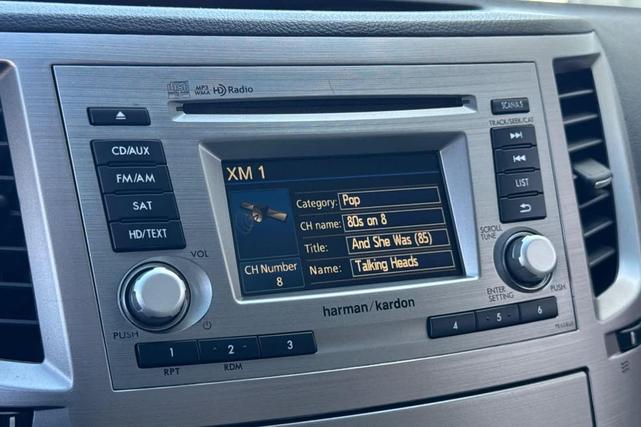 MP3
WMA
HD Radio
SCAN/LS
TRACK/SEEK/CAT
CD/AUX
FM/AM
SAT
HD/TEXT
LIST
XM 1
Category: Pop
CH name: 80s on 8
Title: And She Was (85)
Name: Talking Heads
CH Number
8
VOL
PUSH
SCROLL
TUNE
ENTER
SETTING
PUSH
harman/kardon
1
2
3
RPT
RDM
4
5
6